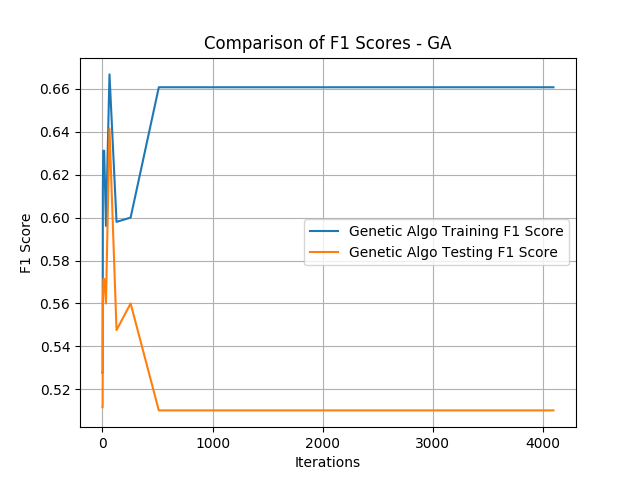 Comparison of F1 Scores - GA
F1 Score
0.66
0.64
0.62
0.60
0.58
0.56
0.54
0.52
Genetic Algo Training F1 Score
Genetic Algo Testing F1 Score
0 1000 2000 3000 4000
Iterations